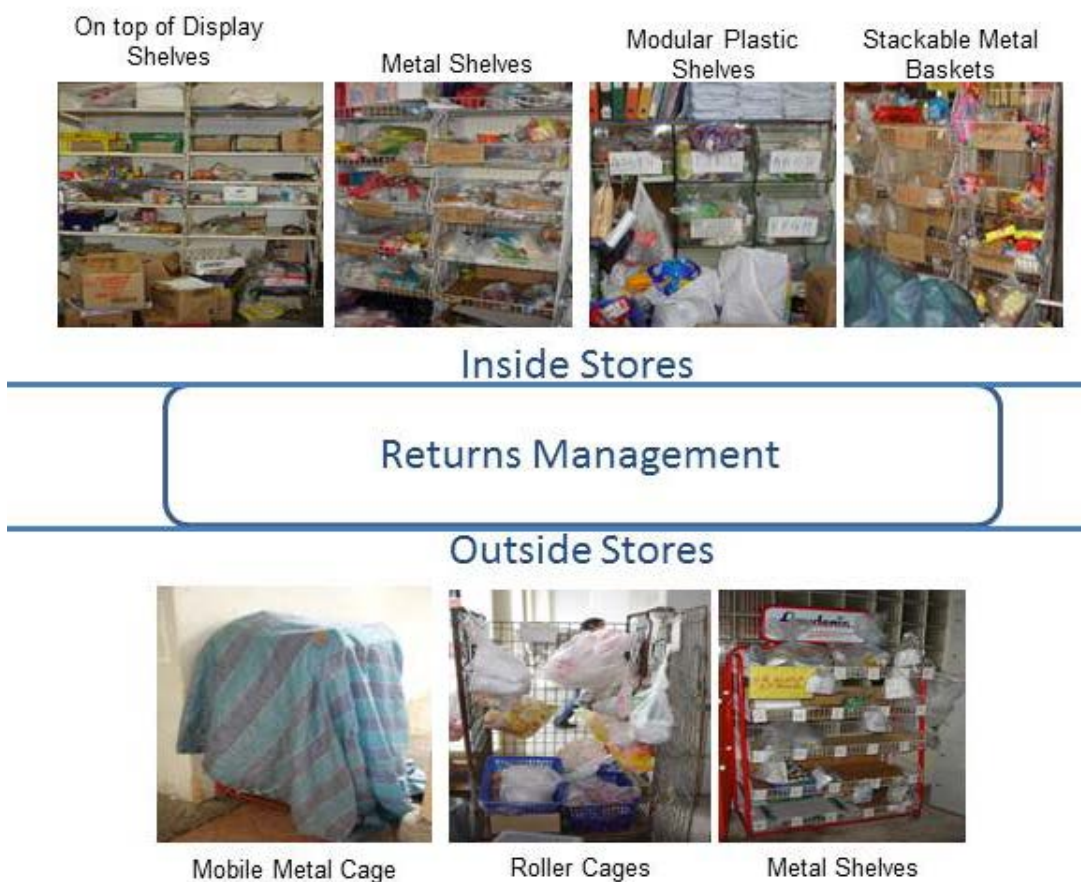 On top of Display
Shelves
Metal Shelves
Modular Plastic
Shelves
Stackable Metal
Baskets
Inside Stores
Returns Management
Outside Stores
Mobile Metal Cage
Roller Cages
Metal Shelves